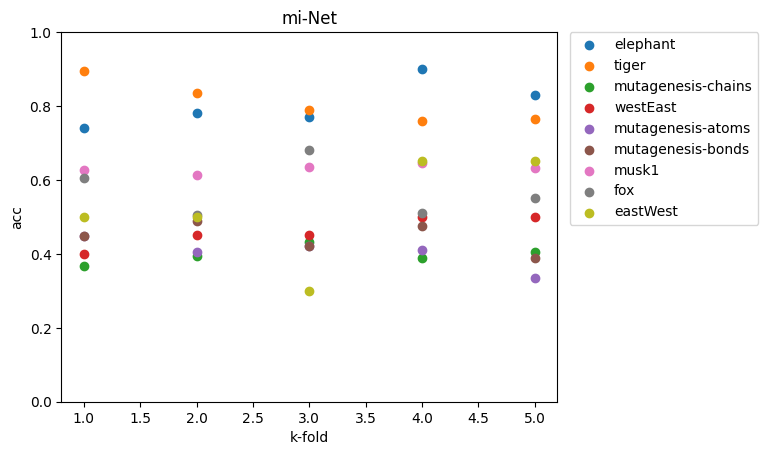 mi-Net
1.0
0.8
0.6
0.4
0.2
0.0
acc
1.0 1.5 2.0 2.5 3.0 3.5 4.0 4.5 5.0
k-fold
elephant
tiger
mutagenesis-chains
westEast
mutagenesis-atoms
mutagenesis-bonds
musk1
fox
eastWest